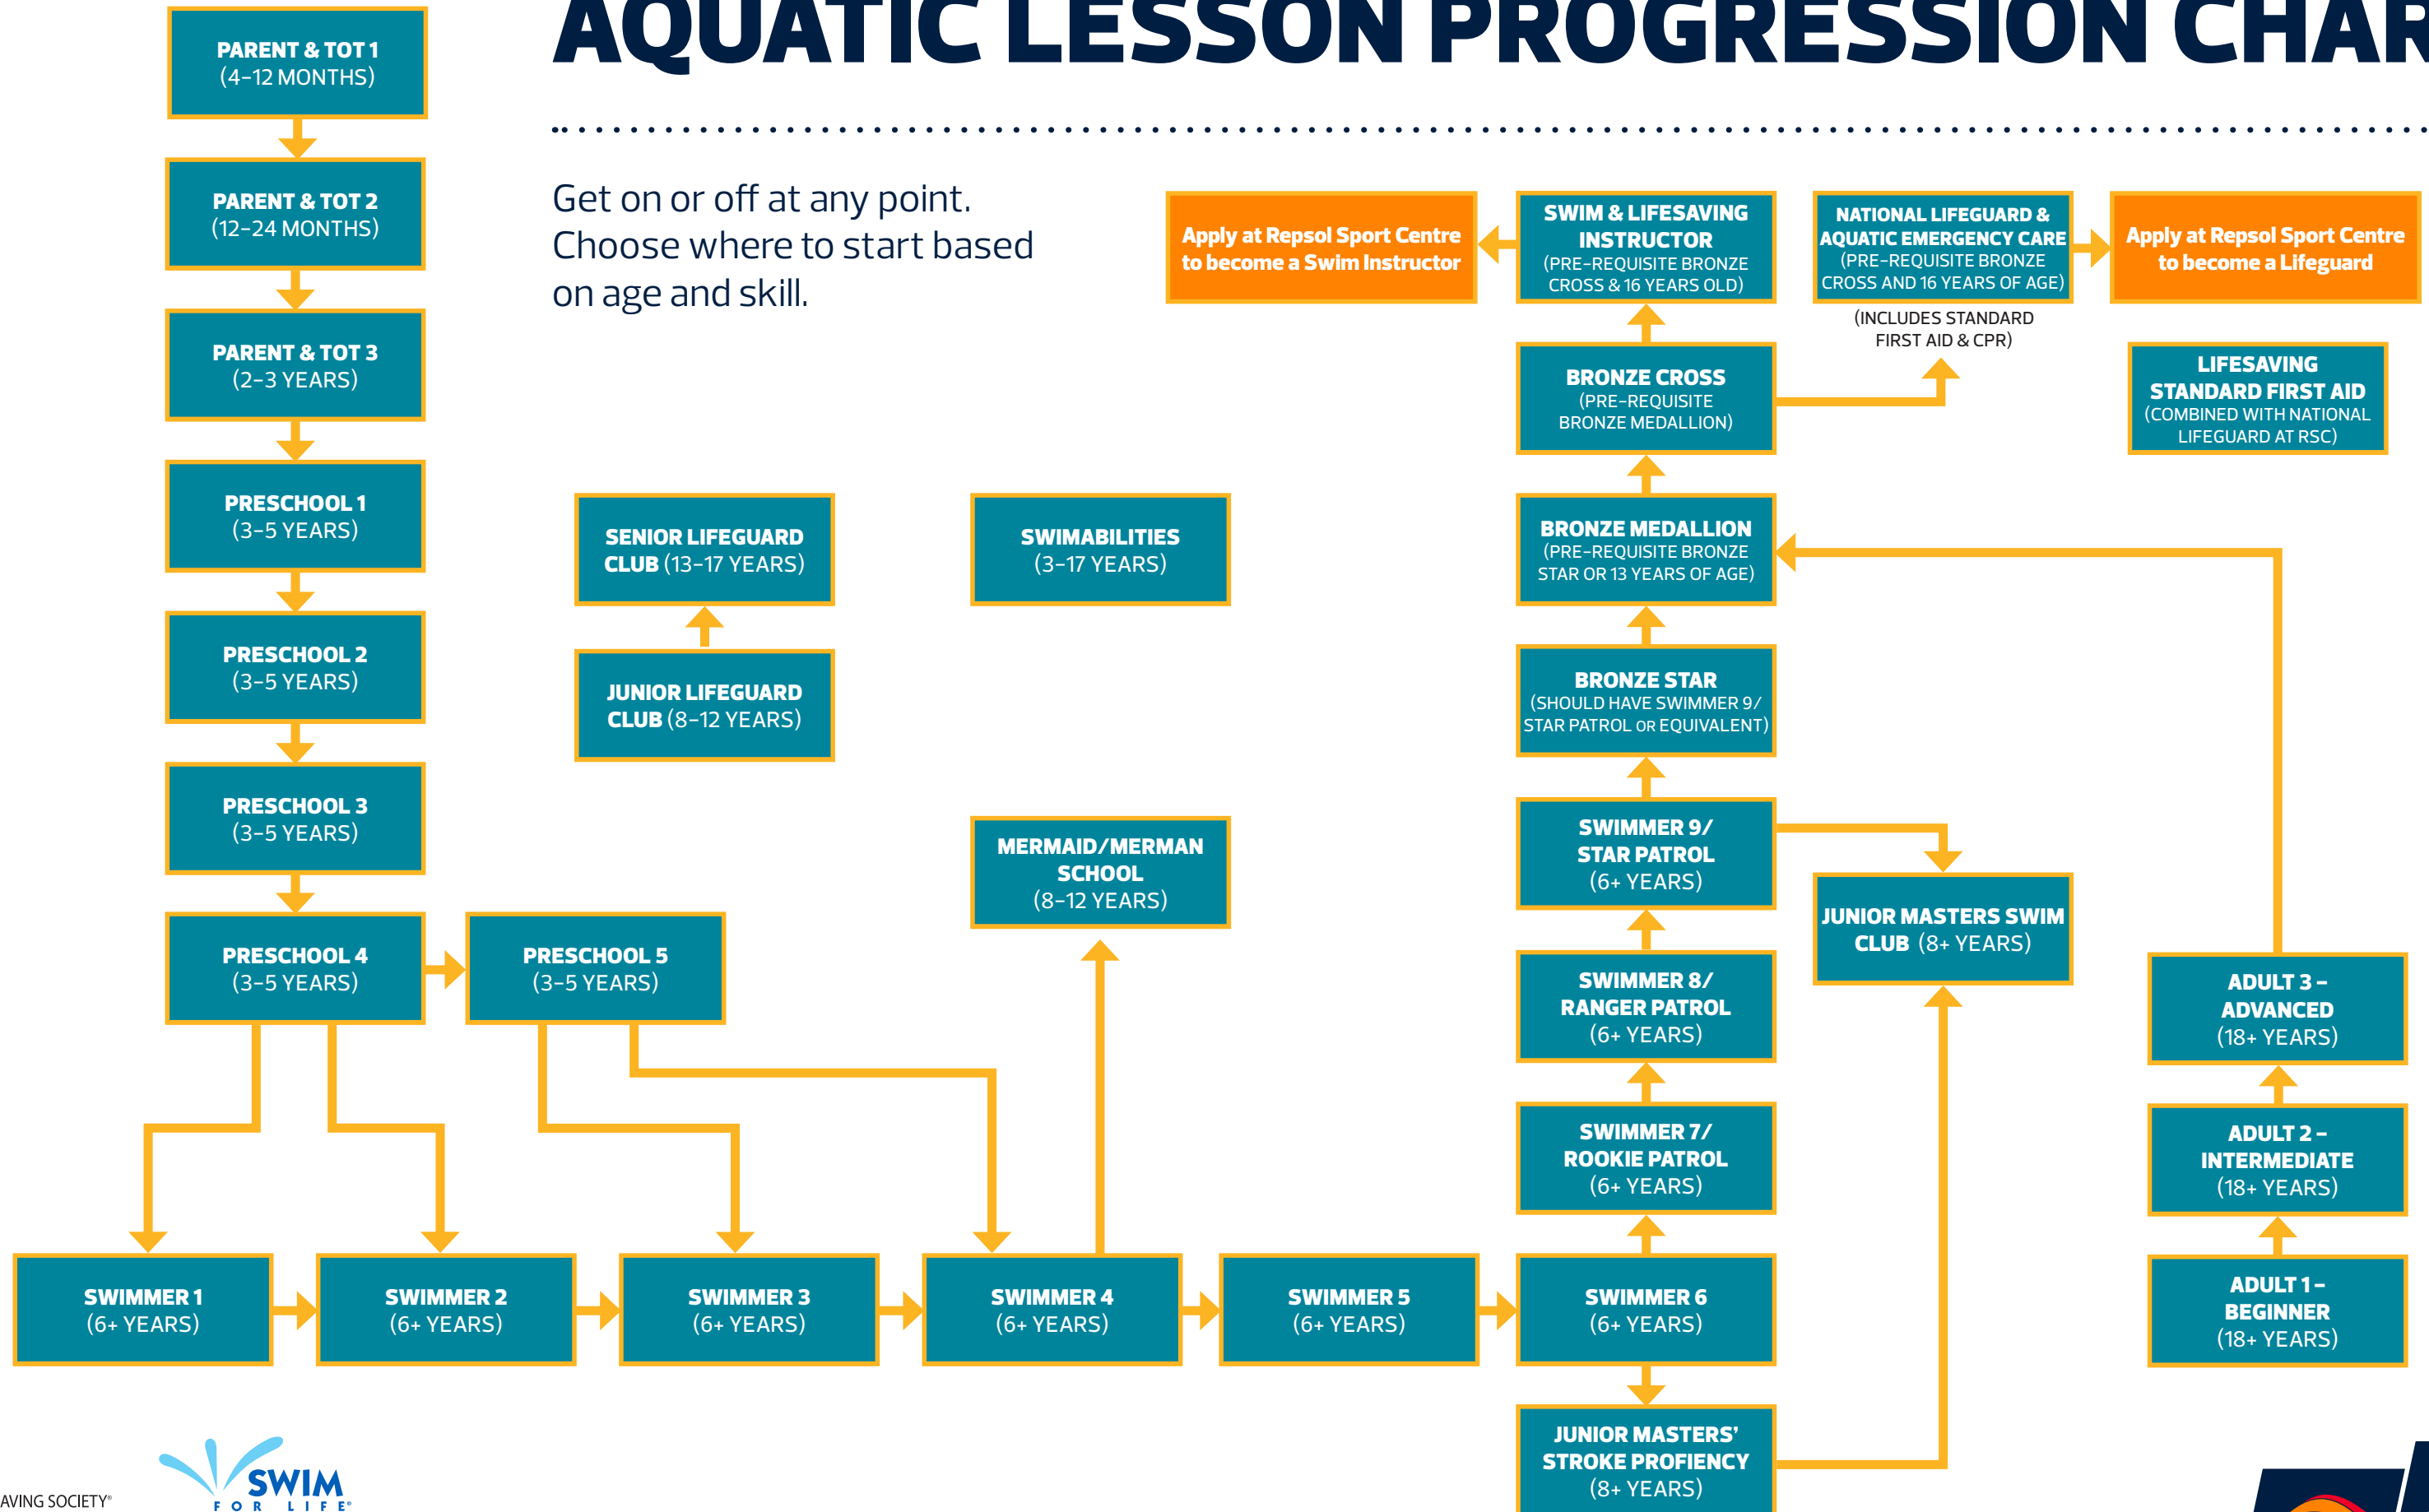 AQUATIC LESSON PROGRESSION CHAR
Get on or off at any point.
Choose where to start based
on age and skill.
PARENT & TOT 1
(4-12 MONTHS)
PARENT & TOT 2
(12-24 MONTHS)
PARENT & TOT 3
(2-3 YEARS)
PRESCHOOL 1
(3-5 YEARS)
PRESCHOOL 2
(3-5 YEARS)
PRESCHOOL 3
(3-5 YEARS)
PRESCHOOL 4
(3-5 YEARS)
PRESCHOOL 5
(3-5 YEARS)
SENIOR LIFEGUARD
CLUB (13-17 YEARS)
JUNIOR LIFEGUARD
CLUB (8-12 YEARS)
SWIMABILITIES
(3-17 YEARS)
MERMAID/MERMAN
SCHOOL
(8-12 YEARS)
Apply at Repsol Sport Centre
to become a Swim Instructor
SWIM & LIFESAVING
INSTRUCTOR
(PRE-REQUISITE BRONZE
CROSS & 16 YEARS OLD)
NATIONAL LIFEGUARD &
AQUATIC EMERGENCY CARE
(PRE-REQUISITE BRONZE
CROSS AND 16 YEARS OF AGE)
(INCLUDES STANDARD
FIRST AID & CPR)
Apply at Repsol Sport Centre
to become a Lifeguard
LIFESAVING
STANDARD FIRST AID
(COMBINED WITH NATIONAL
LIFEGUARD AT RSC)
BRONZE CROSS
(PRE-REQUISITE
BRONZE MEDALLION)
BRONZE MEDALLION
(PRE-REQUISITE BRONZE
STAR OR 13 YEARS OF AGE)
BRONZE STAR
(SHOULD HAVE SWIMMER 9/
STAR PATROL OR EQUIVALENT)
SWIMMER 9/
STAR PATROL
(6+ YEARS)
SWIMMER 8/
RANGER PATROL
(6+ YEARS)
SWIMMER 7/
ROOKIE PATROL
(6+ YEARS)
JUNIOR MASTERS SWIM
CLUB (8+ YEARS)
ADULT 3 -
ADVANCED
(18+ YEARS)
ADULT 2 -
INTERMEDIATE
(18+ YEARS)
ADULT 1 -
BEGINNER
(18+ YEARS)
SWIMMER 1
(6+ YEARS)
SWIMMER 2
(6+ YEARS)
SWIMMER 3
(6+ YEARS)
SWIMMER 4
(6+ YEARS)
SWIMMER 5
(6+ YEARS)
SWIMMER 6
(6+ YEARS)
JUNIOR MASTERS'
STROKE PROFIENCY
(8+ YEARS)
AVING SOCIETY®
SWIM
FOR LIFE®